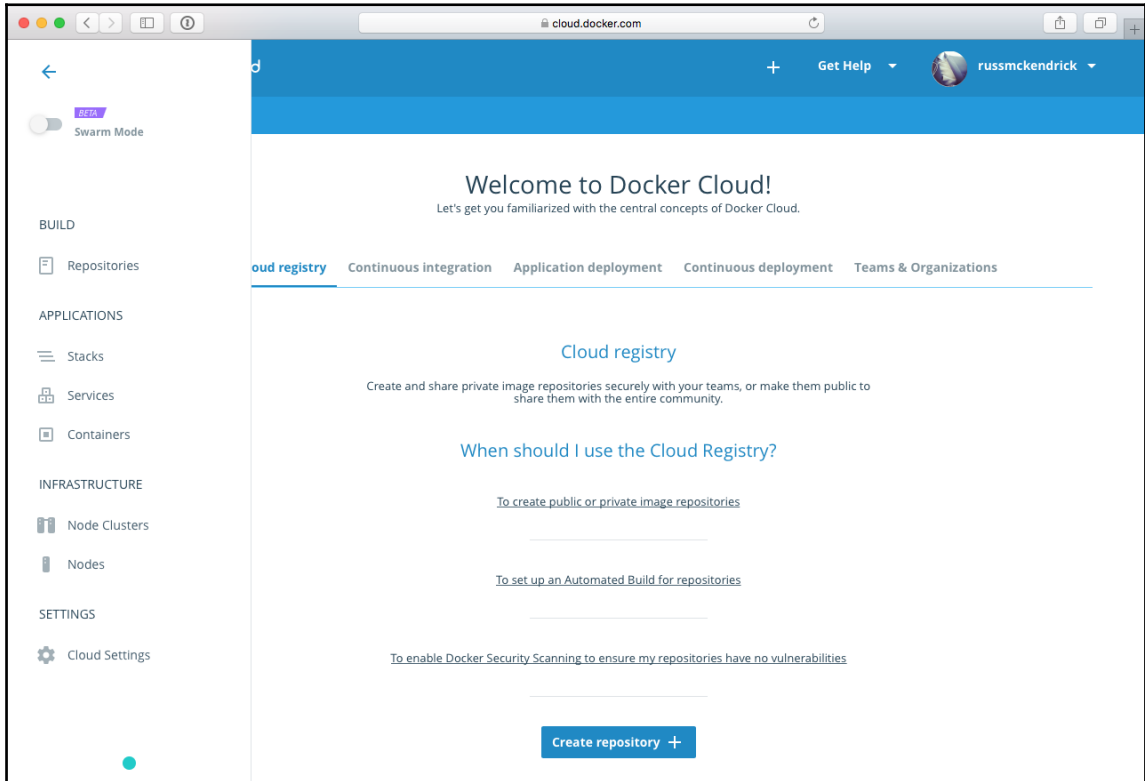 cloud.docker.com
d
+ Get Help russmckendrick
BETA
Swarm Mode
BUILD
Repositories
APPLICATIONS
Stacks
Services
Containers
INFRASTRUCTURE
Node Clusters
Nodes
SETTINGS
Cloud Settings
Welcome to Docker Cloud!
Let's get you familiarized with the central concepts of Docker Cloud.
oud registry Continuous integration Application deployment Continuous deployment Teams & Organizations
Cloud registry
Create and share private image repositories securely with your teams, or make them public to
share them with the entire community.
When should I use the Cloud Registry?
To create public or private image repositories
To set up an Automated Build for repositories
To enable Docker Security Scanning to ensure my repositories have no vulnerabilities
Create repository +